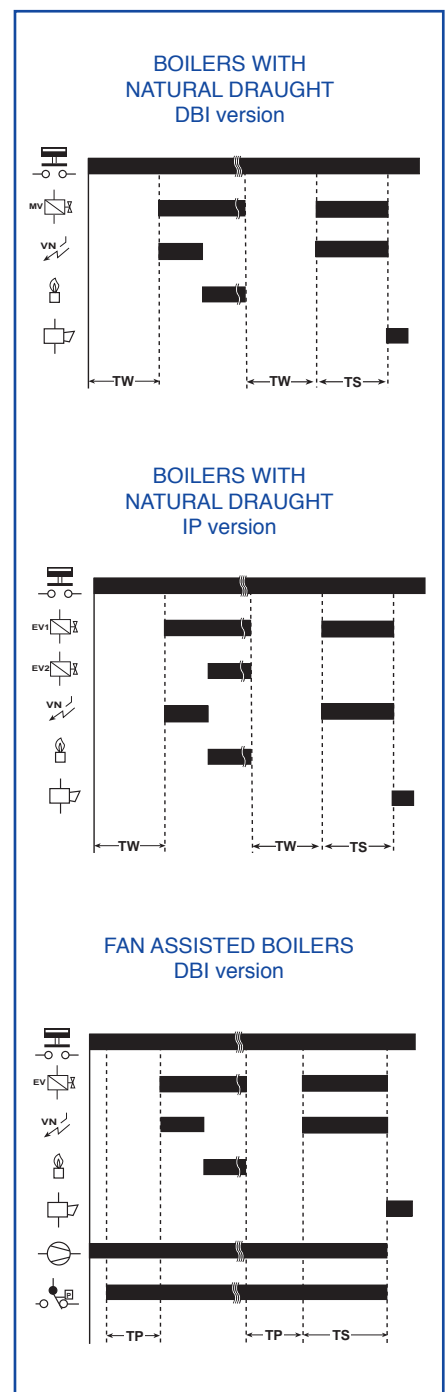 BOILERS WITH
NATURAL DRAUGHT
DBI version
MV
VN
TW TW TS
BOILERS WITH
NATURAL DRAUGHT
IP version
EV1
EV2
VN
TW TW TS
FAN ASSISTED BOILERS
DBI version
EV
VN
P
TP TP TS